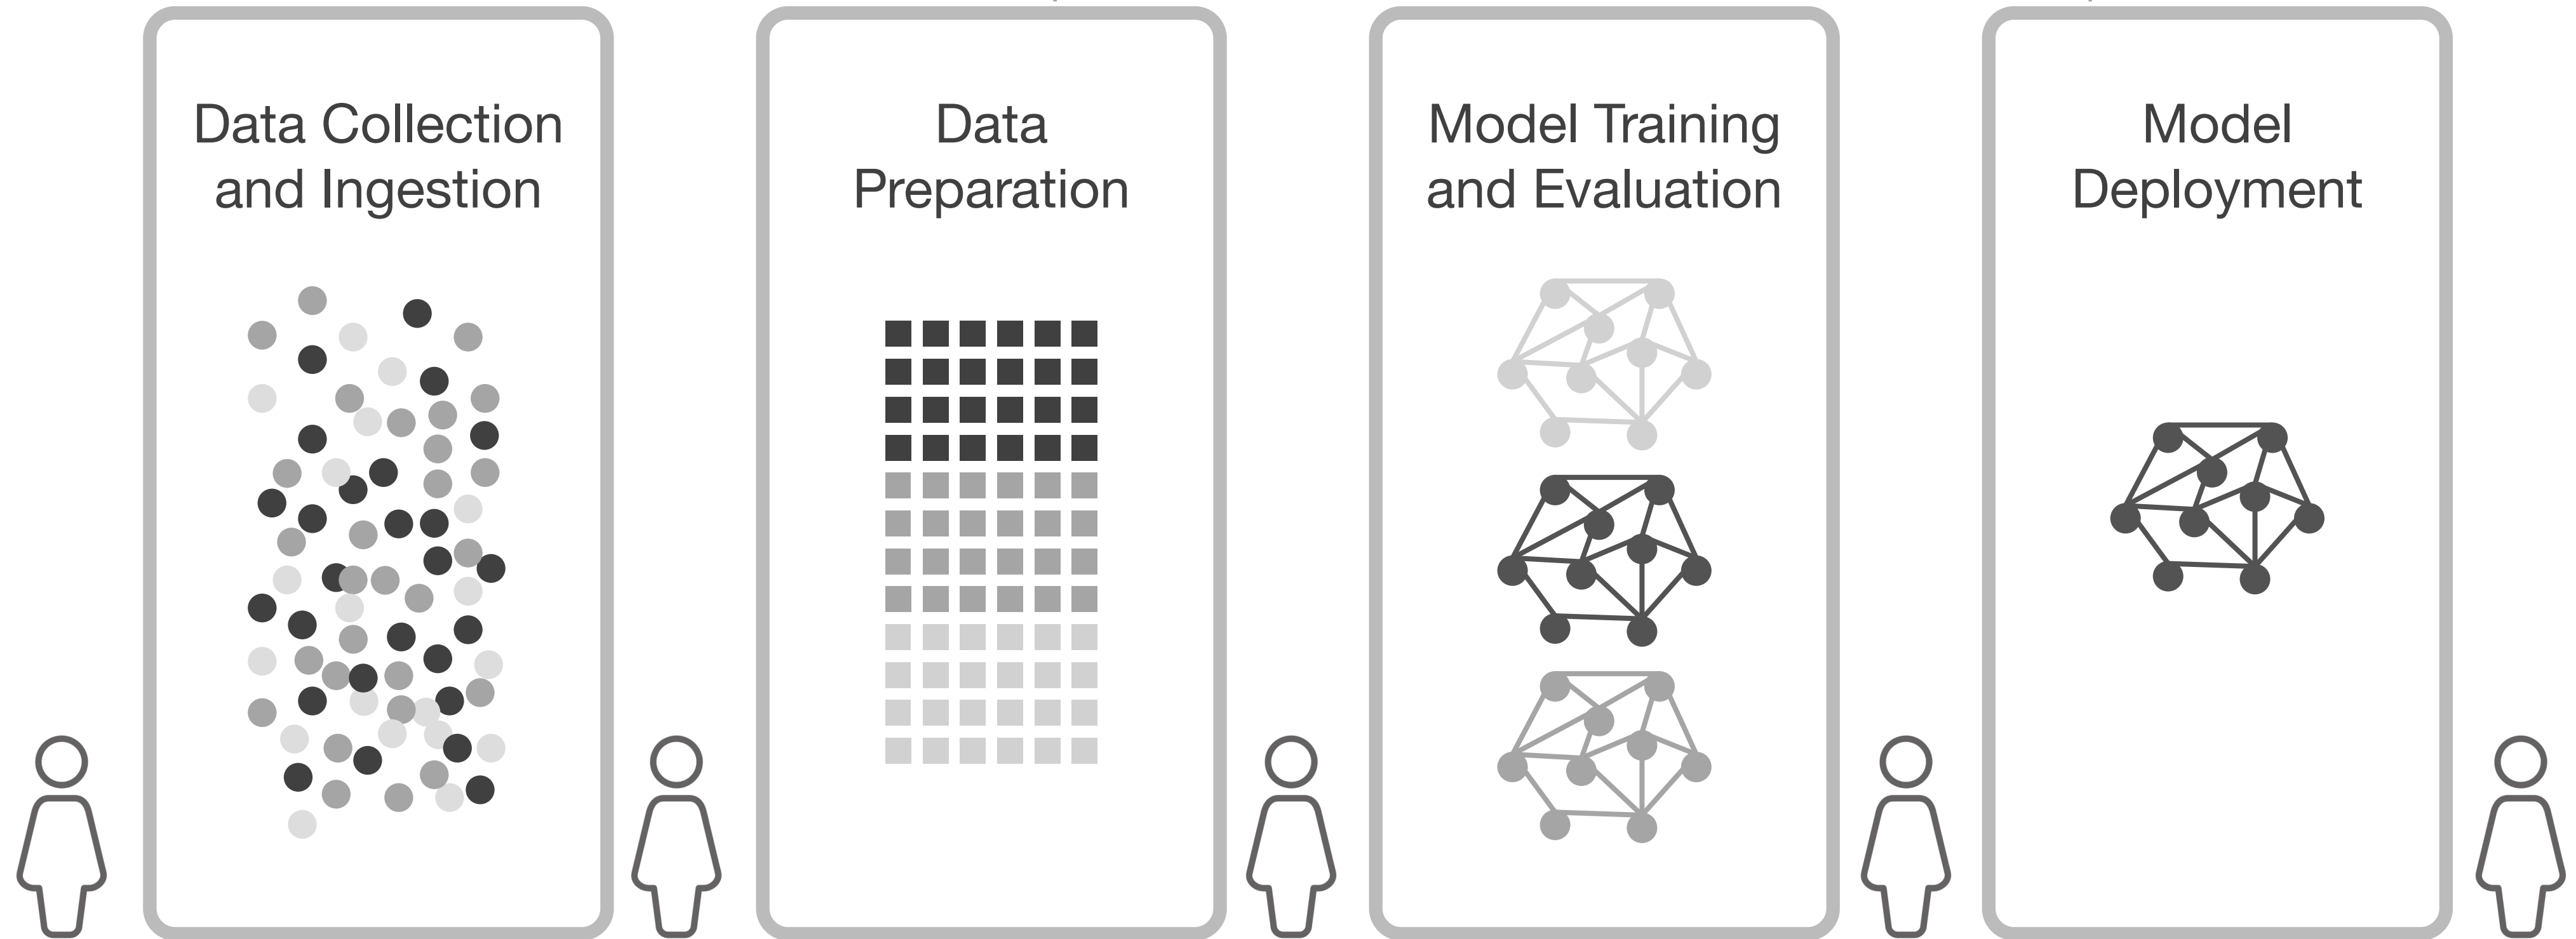 Data Collection
and Ingestion
Data
Preparation
Model Training
and Evaluation
Model
Deployment